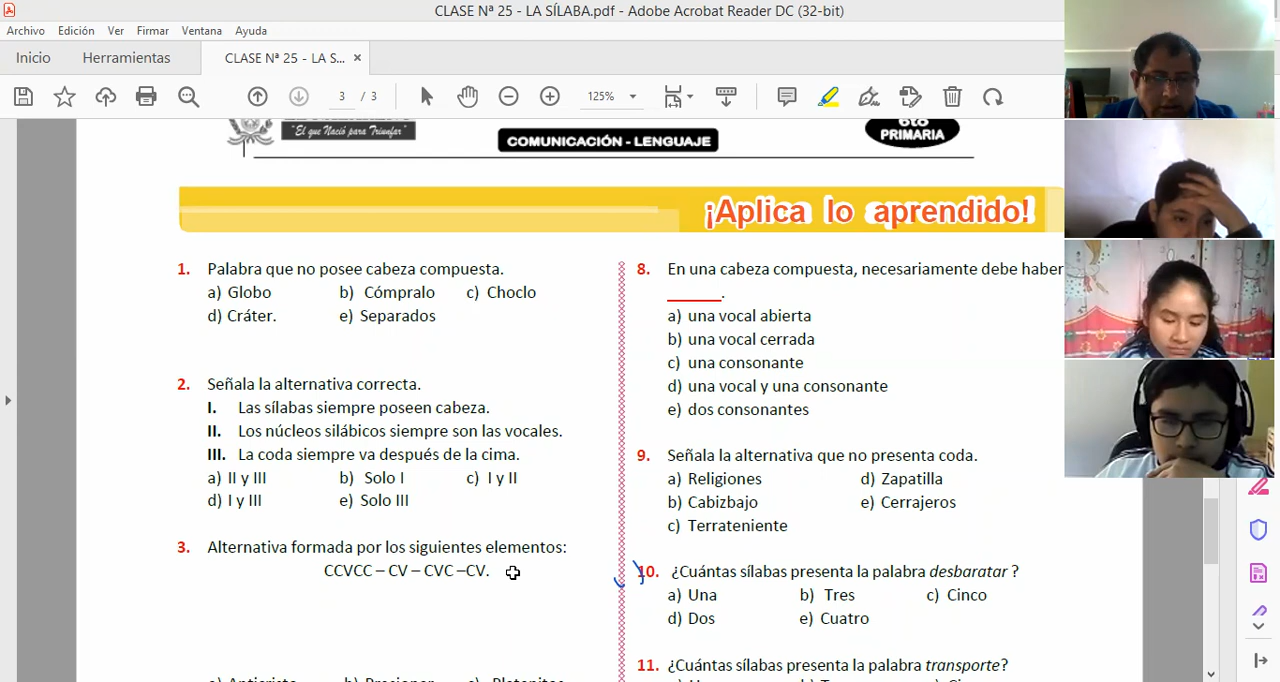 CLASE Nª 25 - LA SÍLABA.pdf - Adobe Acrobat Reader DC (32-bit)
Archivo Edición Ver Firmar Ventana Ayuda
Inicio Herramientas CLASE Nª 25 - LA S... ×
3 / 3 125%
"El que Nació para Triunfar"
COMUNICACIÓN - LENGUAJE
6to
PRIMARIA
¡Aplica lo aprendido!
1. Palabra que no posee cabeza compuesta.
a) Globo b) Cómpralo c) Choclo
d) Cráter. e) Separados
2. Señala la alternativa correcta.
I. Las sílabas siempre poseen cabeza.
II. Los núcleos silábicos siempre son las vocales.
III. La coda siempre va después de la cima.
a) II y III b) Solo I c) I y II
d) I y III e) Solo III
3. Alternativa formada por los siguientes elementos:
CCVCC – CV – CVC –CV.
a) Anticristo b) Presionar c) Platanitos
8. En una cabeza compuesta, necesariamente debe haber
______.
a) una vocal abierta
b) una vocal cerrada
c) una consonante
d) una vocal y una consonante
e) dos consonantes
9. Señala la alternativa que no presenta coda.
a) Religiones d) Zapatilla
b) Cabizbajo e) Cerrajeros
c) Terrateniente
10. ¿Cuántas sílabas presenta la palabra desbaratar ?
a) Una b) Tres c) Cinco
d) Dos e) Cuatro
11. ¿Cuántas sílabas presenta la palabra transporte?